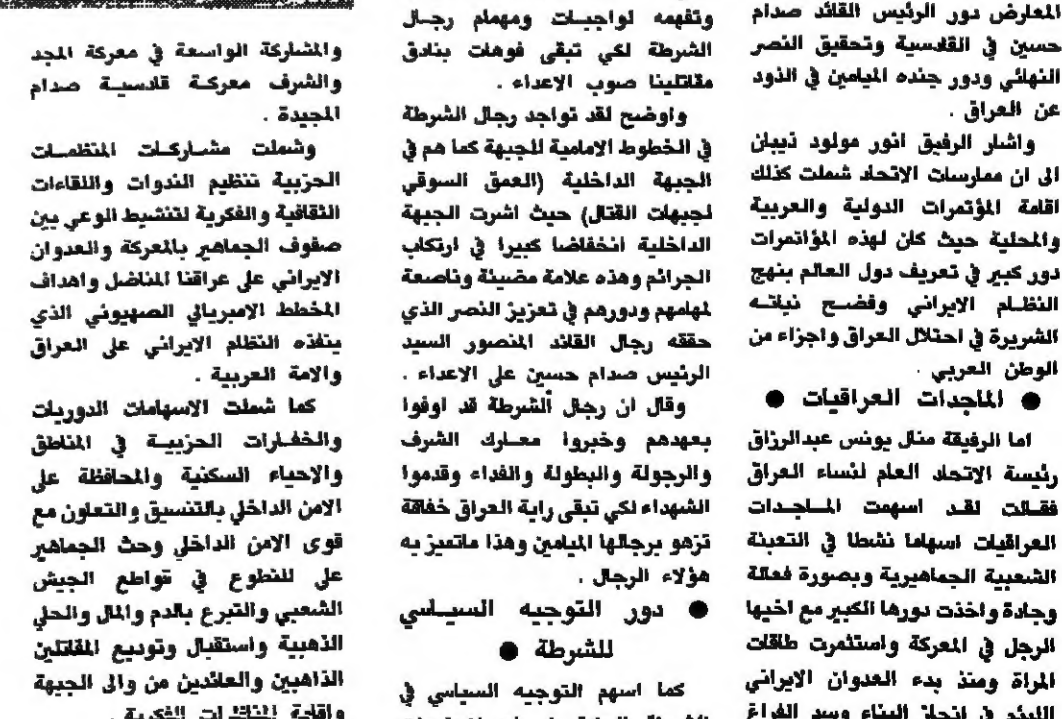 المعارض دور الرئيس القائد صدام
حسين في القادسية وتحقيق النصر
النهائي ودور جنده الميامين في الذود
عن العراق .
واشار الرفيق انور مولود ذيبان
الى ان ممارسات الاتحاد شملت كذلك
اقامة المؤتمرات الدولية والعربية
والمحلية حيث كان لهذه المؤاتمرات
دور كبير في تعريف دول العالم بنهج
النظام الايراني وفضح نياته
الشريرة في احتلال العراق واجزاء من
الوطن العربي .
● الماجدات العراقيات ●
اما الرفيقة منال يونس عبدالرزاق
رئيسة الاتحاد العام لنساء العراق
فقالت لقد اسهمت الماجدات
العراقيات اسهاما نشطا في التعبئة
الشعبية الجماهيرية وبصورة فعالة
وجادة واخذت دورها الكبير مع اخيها
الرجل في المعركة واستثمرت طاقات
المراة ومنذ بدء العدوان الايراني
اللئيم في انجاز البناء وسد الفراغ
وتفهمه لواجبات ومهمام رجال
الشرطة لكي تبقى فوهات بنادق
مقاتلينا صوب الاعداء .
واوضح لقد تواجد رجال الشرطة
في الخطوط الامامية للجبهة كما هم في
الجبهة الداخلية (العمق السوقي
لجبهات القتال) حيث اشرت الجبهة
الداخلية انخفاضا كبيرا في ارتكاب
الجرائم وهذه علامة مضيئة وناصعة
لمهامهم ودورهم في تعزيز النصر الذي
حققه رجال القائد المنصور السيد
الرئيس صدام حسين على الاعداء .
وقال ان رجال الشرطة قد اوفوا
بعهدهم وخبروا معارك الشرف
والرجولة والبطولة والفداء وقدموا
الشهداء لكي تبقى راية العراق خفاقة
تزهو برجالها الميامين وهذا ماتميز به
هؤلاء الرجال .
● دور التوجيه السياسي
للشرطة ●
كما اسهم التوجيه السياسي في
والمشاركة الواسعة في معركة المجد
والشرف معركة قادسية صدام
المجيدة .
وشملت مشاركات المنظمات
الحزبية تنظيم الندوات واللقاءات
الثقافية والفكرية لتنشيط الوعي بين
صفوف الجماهير بالمعركة والعدوان
الايراني على عراقنا المناضل واهداف
المخطط الامبريالي الصهيوني الذي
ينفذه النظام الايراني على العراق
والامة العربية .
كما شملت الاسهامات الدوريات
والخفارات الحزبية في المناطق
والاحياء السكنية والمحافظة على
الامن الداخلي بالتنسيق والتعاون مع
قوى الامن الداخلي وحث الجماهير
على للتطوع في قواطع الجيش
الشعبي والتبرع بالدم والمال والحلي
الذهبية واستقبال وتوديع المقاتلين
الذاهبين والعائدين من والى الجبهة
واقامة المناظرات الفكرية .